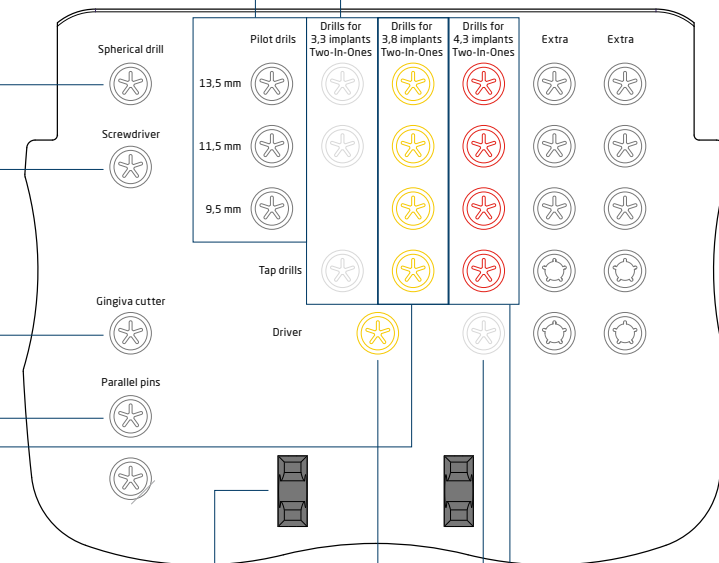 Spherical drill
Pilot drils
Drills for
3,3 implants
Two-In-Ones
Drills for
3,8 implants
Two-In-Ones
Drills for
4,3 implants
Two-In-Ones
Extra
Extra
13,5 mm
Screwdriver
11,5 mm
9,5 mm
Tap drills
Gingiva cutter
Driver
Parallel pins